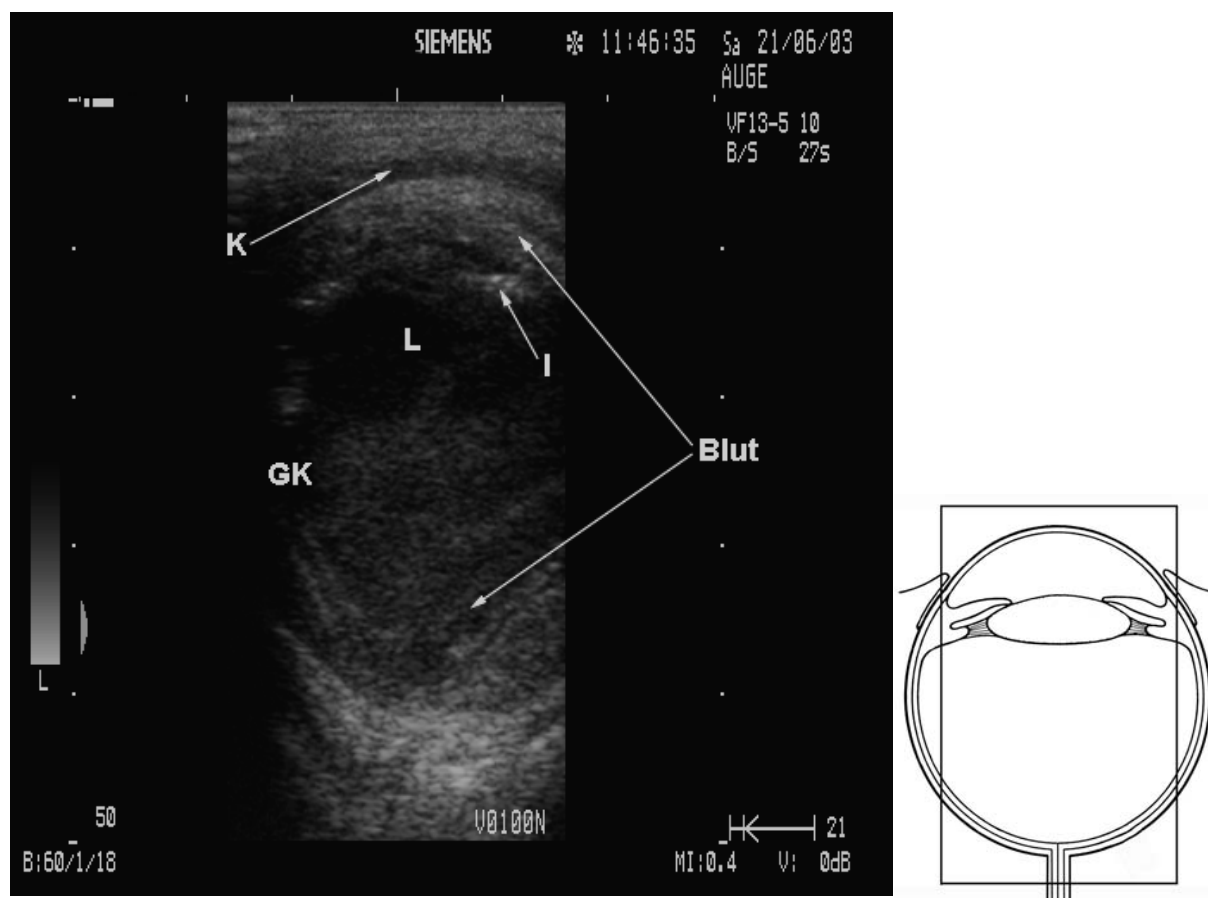 SIEMENS ✻ 11:46:35 Sa 21/06/03
AUGE
VF13-5 10
B/S 27s
K
L
I
Blut
GK
L
50
V0100N
21
B:60/1/18
MI:0.4 V: 0dB